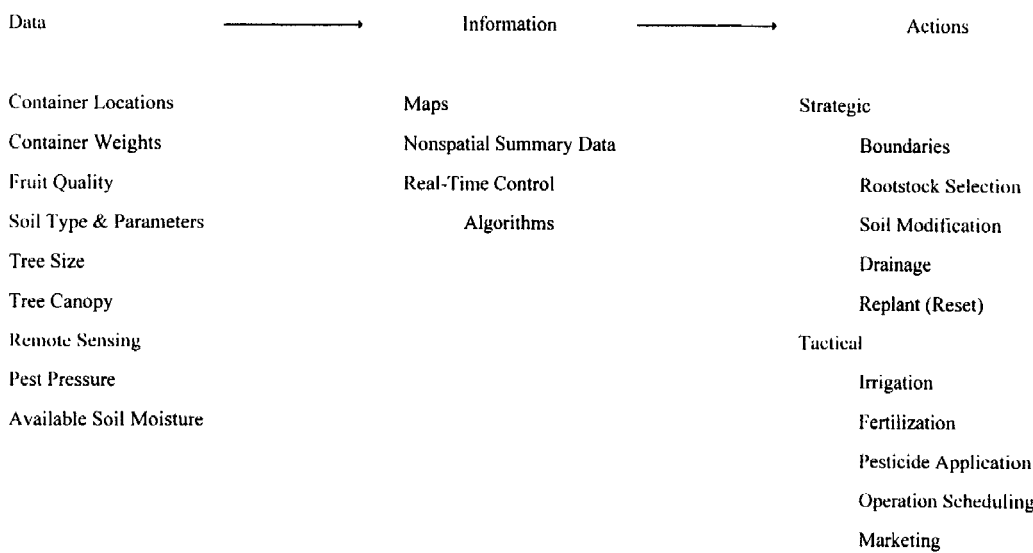 Data
Information
Actions
Container Locations
Container Weights
Fruit Quality
Soil Type & Parameters
Tree Size
Tree Canopy
Remote Sensing
Pest Pressure
Available Soil Moisture
Maps
Nonspatial Summary Data
Real-Time Control
Algorithms
Strategic
Boundaries
Rootstock Selection
Soil Modification
Drainage
Replant (Reset)
Tactical
Irrigation
Fertilization
Pesticide Application
Operation Scheduling
Marketing